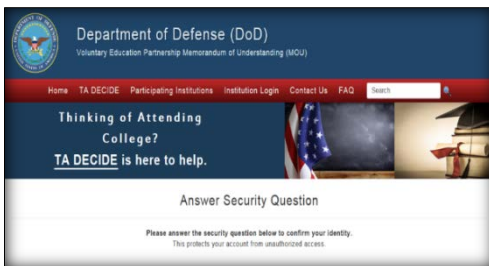 Department of Defense (DoD)
Voluntary Education Partnership Memorandum of Understanding (MOU)
Home TA DECIDE Participating Institutions Institution Login Contact Us FAQ Search
Thinking of Attending
College?
TA DECIDE is here to help.
Answer Security Question
Please answer the security question below to confirm your identity.
This protects your account from unauthorized access.